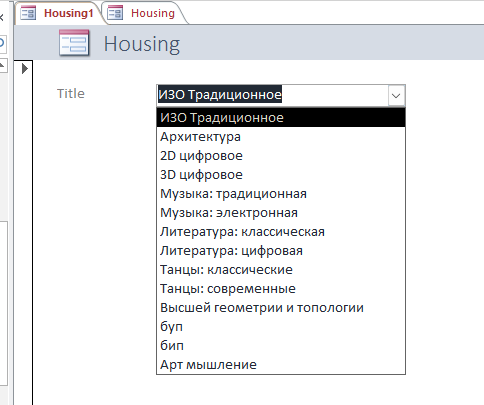 Housing1
Housing
Housing
Title
ИЗО Традиционное
ИЗО Традиционное
Архитектура
2D цифровое
3D цифровое
Музыка: традиционная
Музыка: электронная
Литература: классическая
Литература: цифровая
Танцы: классические
Танцы: современные
Высшей геометрии и топологии
буп
бип
Арт мышление